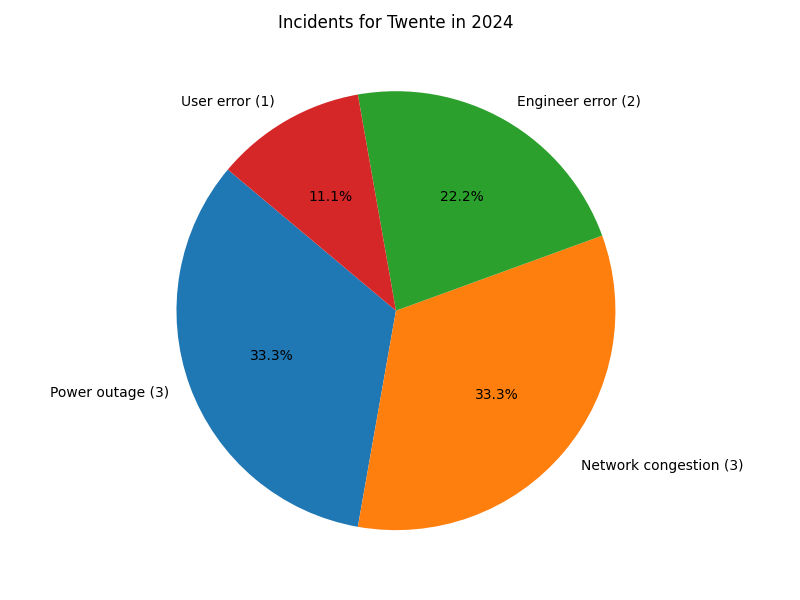 Incidents for Twente in 2024
User error (1)
Engineer error (2)
11.1%
22.2%
33.3%
Power outage (3)
33.3%
Network congestion (3)